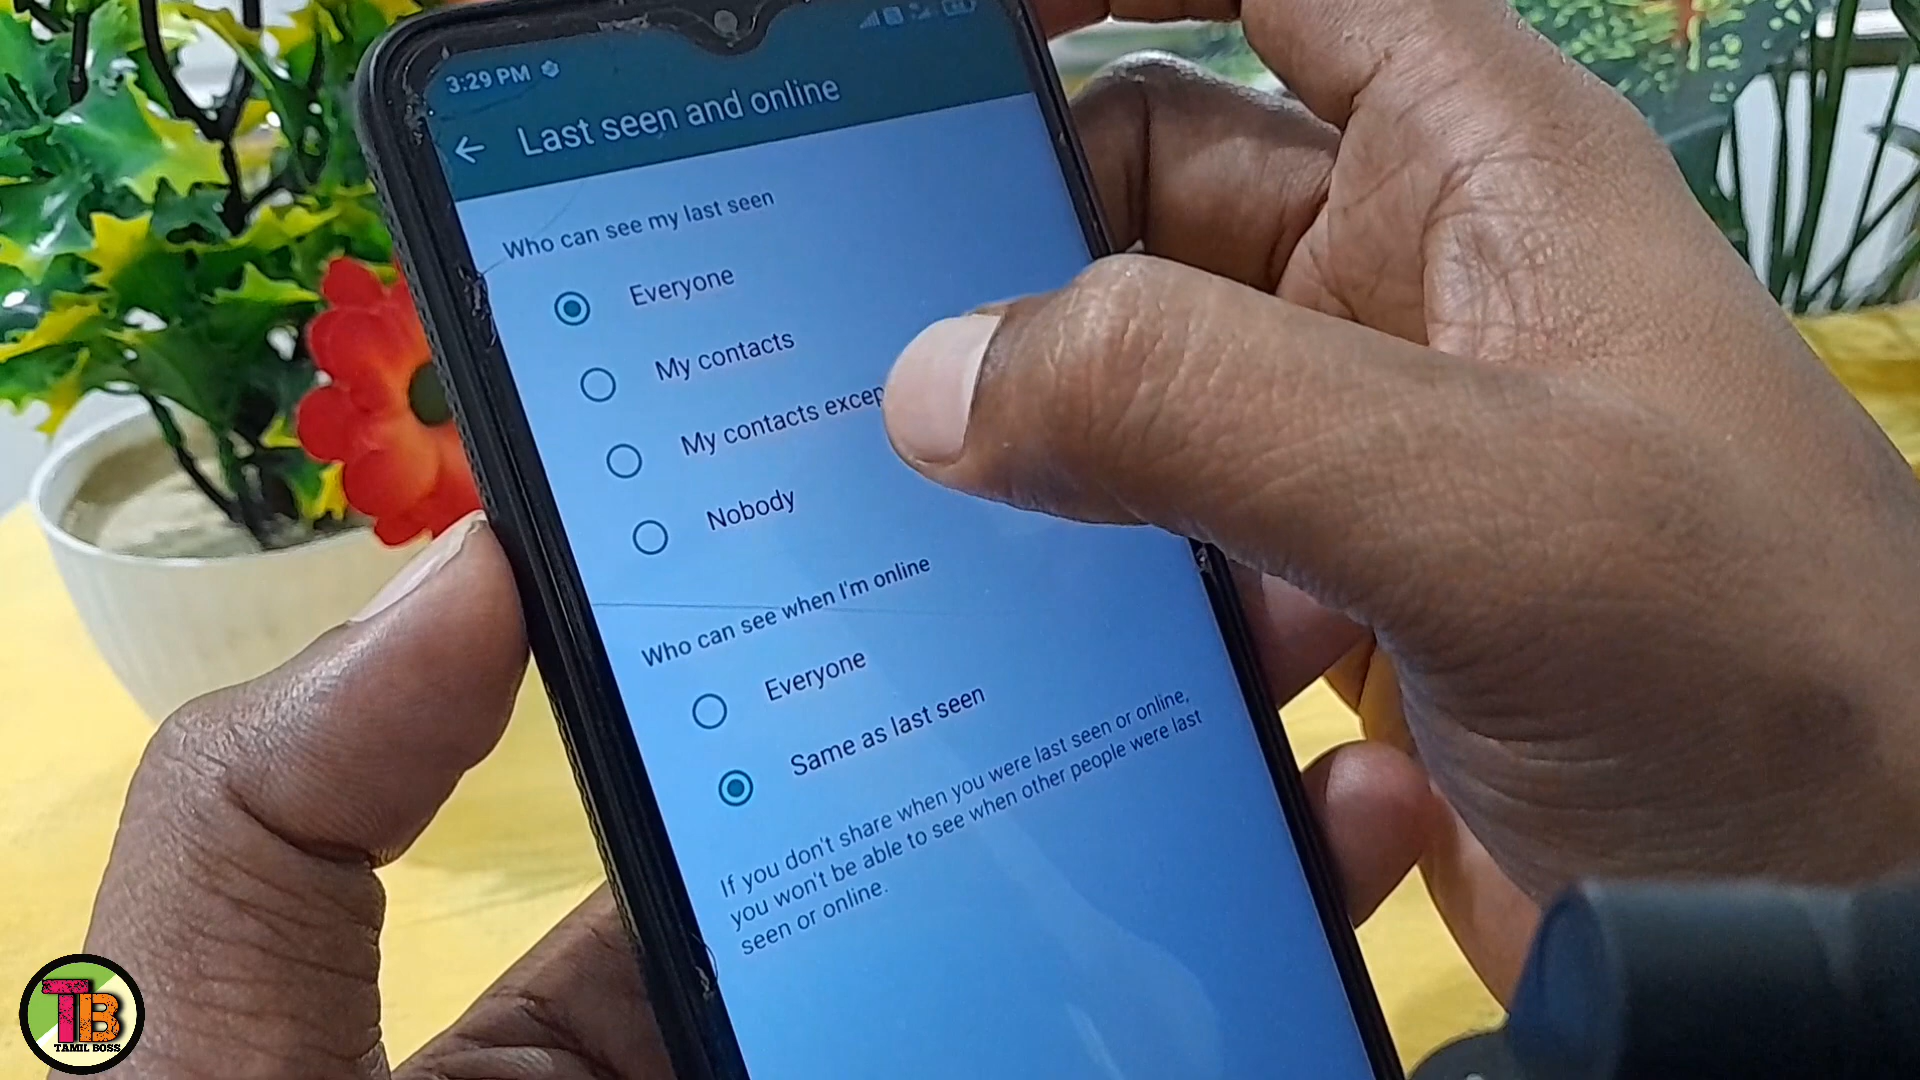 3:29 PM
Last seen and online
Who can see my last seen
Everyone
My contacts
My contacts excep
Nobody
Who can see when I'm online
Everyone
Same as last seen
If you don't share when you were last seen or online,
you won't be able to see when other people were last
seen or online.
TB
TAMIL BOSS